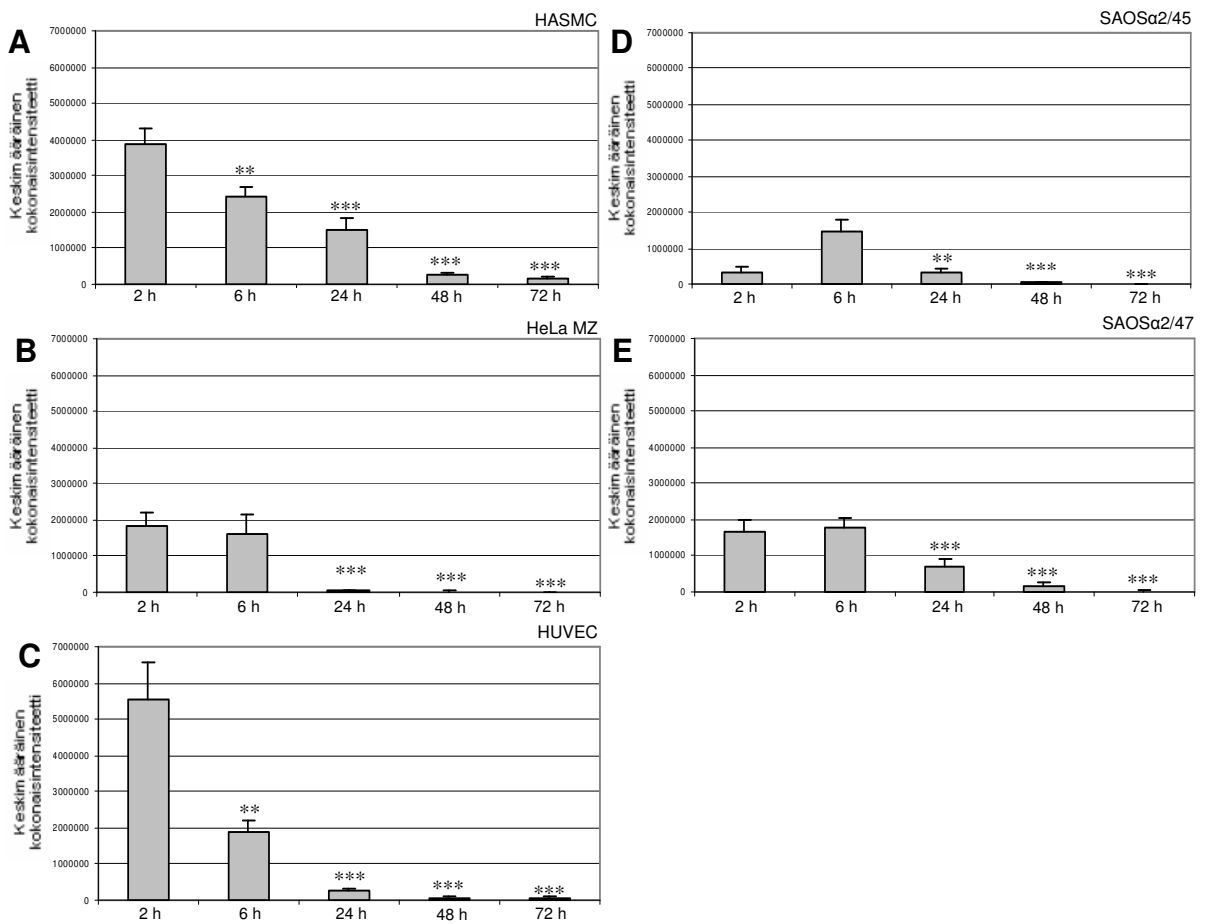 A
HASMC
Keskimääräinen
kokonaisintensiteetti
7000000
6000000
5000000
4000000
3000000
2000000
1000000
0
**
***
***
***
2 h
6 h
24 h
48 h
72 h
B
HeLa MZ
Keskimääräinen
kokonaisintensiteetti
7000000
6000000
5000000
4000000
3000000
2000000
1000000
0
***
***
***
2 h
6 h
24 h
48 h
72 h
C
HUVEC
Keskimääräinen
kokonaisintensiteetti
7000000
6000000
5000000
4000000
3000000
2000000
1000000
0
**
***
***
***
2 h
6 h
24 h
48 h
72 h
D
SAOSα2/45
Keskimääräinen
kokonaisintensiteetti
7000000
6000000
5000000
4000000
3000000
2000000
1000000
0
**
***
***
2 h
6 h
24 h
48 h
72 h
E
SAOSα2/47
Keskimääräinen
kokonaisintensiteetti
7000000
6000000
5000000
4000000
3000000
2000000
1000000
0
***
***
***
2 h
6 h
24 h
48 h
72 h